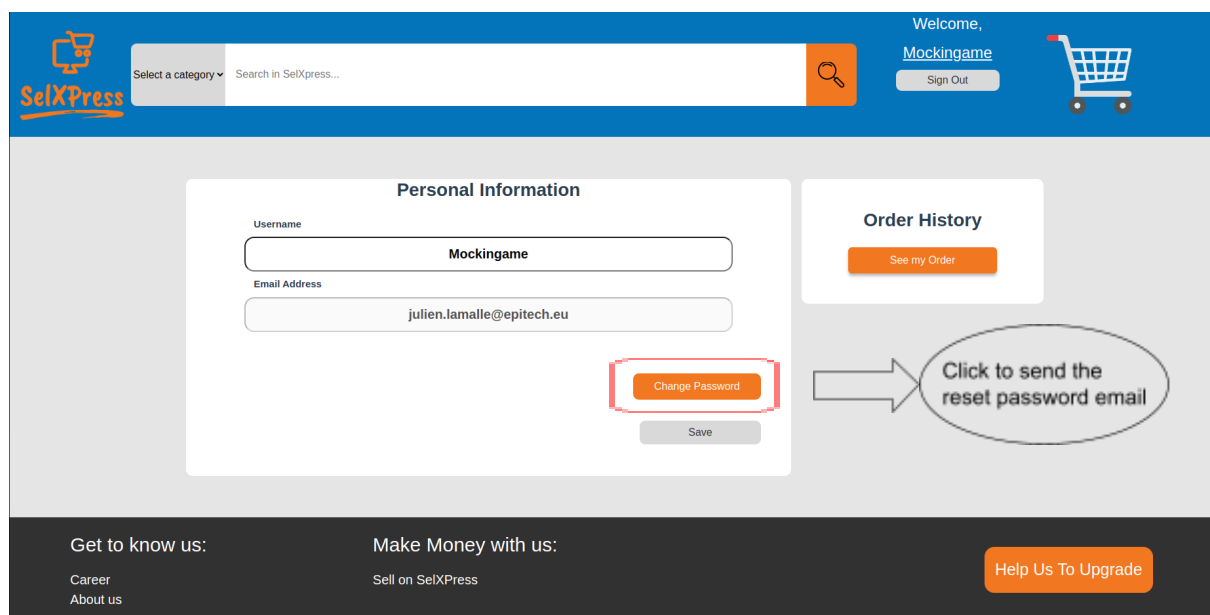 SelXPress
Select a category
Search in SelXpress...
Welcome,
Mockingame
Sign Out
Personal Information
Username
Mockingame
Email Address
julien.lamalle@epitech.eu
Change Password
Save
Order History
See my Order
Click to send the
reset password email
Get to know us:
Career
About us
Make Money with us:
Sell on SelXPress
Help Us To Upgrade